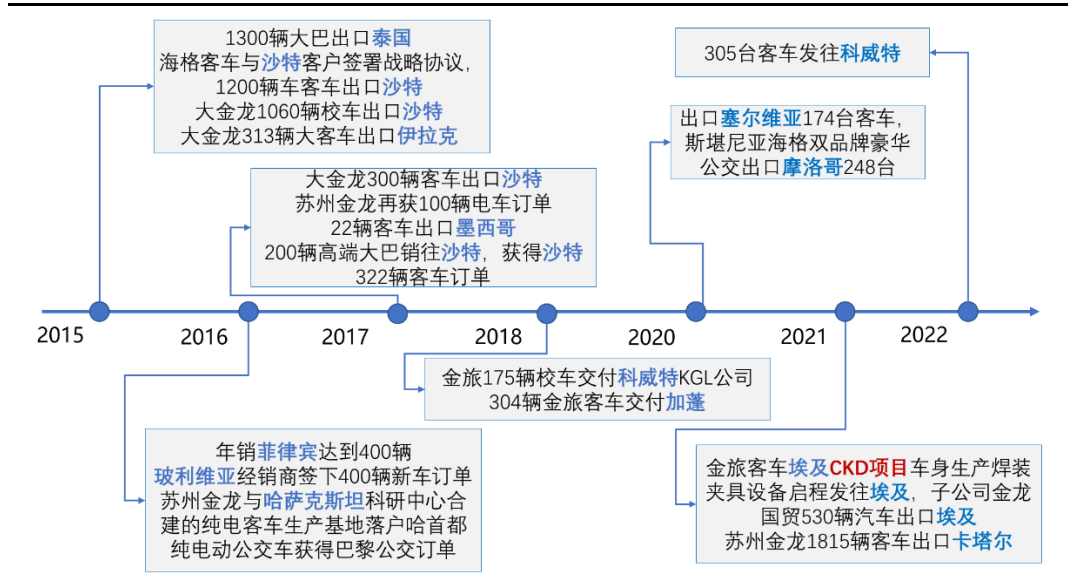 1300辆大巴出口泰国
海格客车与沙特客户签署战略协议，
1200辆车客车出口沙特
大金龙1060辆校车出口沙特
大金龙313辆大客车出口伊拉克
305台客车发往科威特
出口塞尔维亚174台客车，
斯堪尼亚海格双品牌豪华
公交出口摩洛哥248台
大金龙300辆客车出口沙特
苏州金龙再获100辆电车订单
22辆客车出口墨西哥
200辆高端大巴销往沙特，获得沙特
322辆客车订单
2015
2016
2017
2018
2020
2021
2022
金旅175辆校车交付科威特KGL公司
304辆金旅客车交付加蓬
年销菲律宾达到400辆
玻利维亚经销商签下400辆新车订单
苏州金龙与哈萨克斯坦科研中心合
建的纯电客车生产基地落户哈首都
纯电动公交车获得巴黎公交订单
金旅客车埃及CKD项目车身生产焊装
夹具设备启程发往埃及，子公司金龙
国贸530辆汽车出口埃及
苏州金龙1815辆客车出口卡塔尔